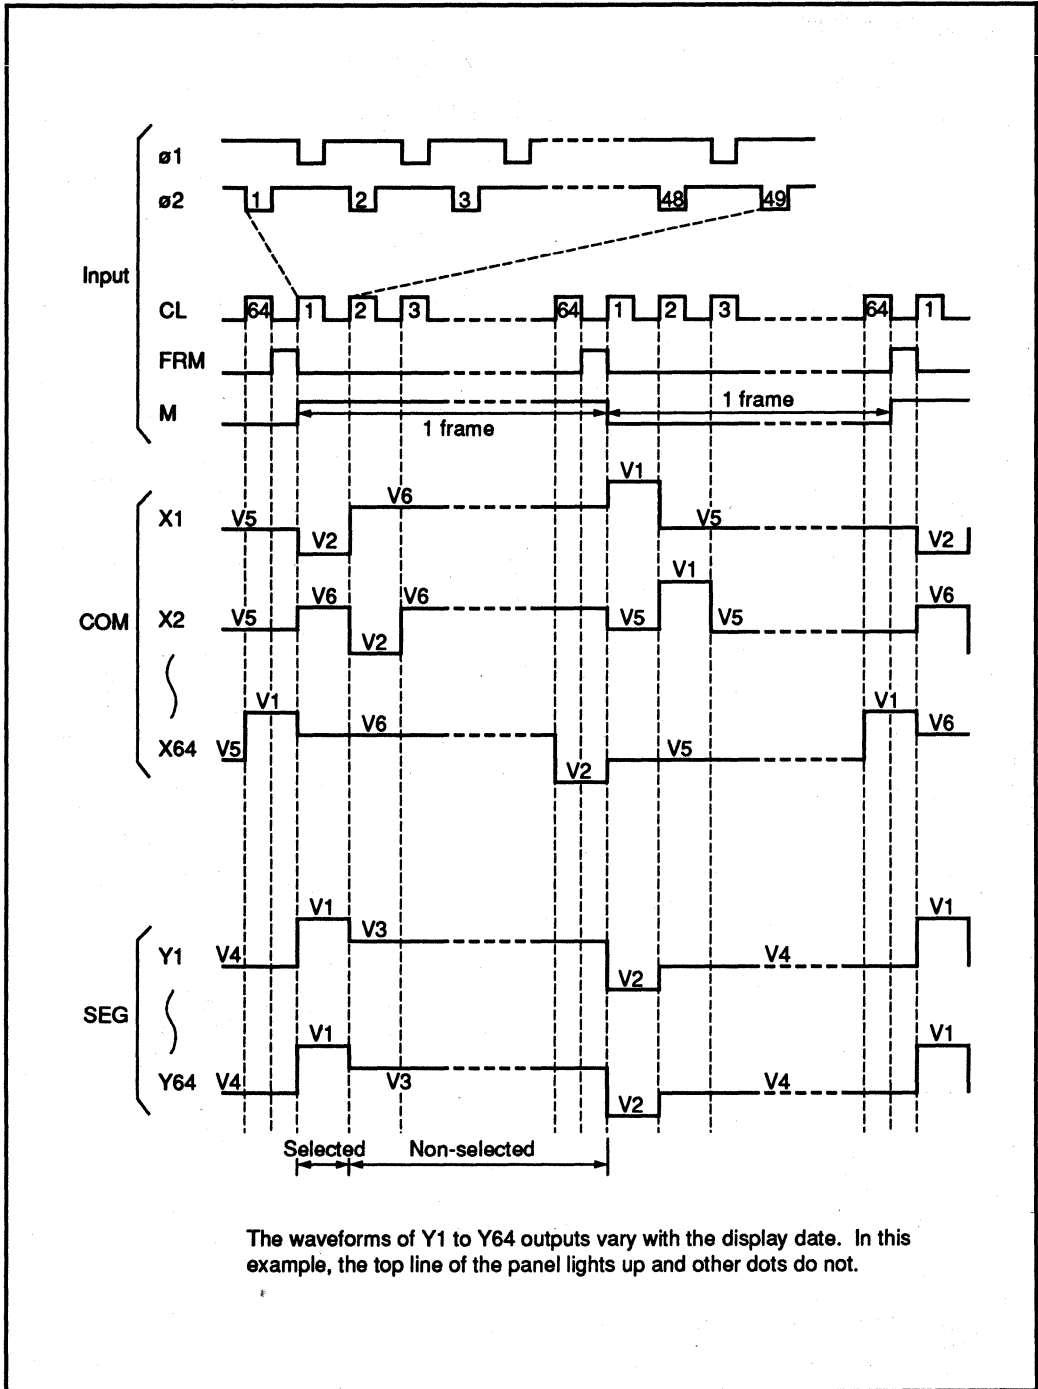 ø1
ø2 1 2 3 48 49
Input
CL 64 1 2 3 64 1 2 3 64 1
FRM
M 1 frame 1 frame
V1
X1 V5 V2 V6 V5 V2
V1
COM X2 V5 V6 V2 V6 V5 V5 V6
V1 V1
X64 V5 V6 V2 V5 V6
V1 V1
Y1 V4 V3 V2 V4
SEG
V1 V1
Y64 V4 V3 V2 V4
Selected Non-selected
The waveforms of Y1 to Y64 outputs vary with the display date. In this
example, the top line of the panel lights up and other dots do not.